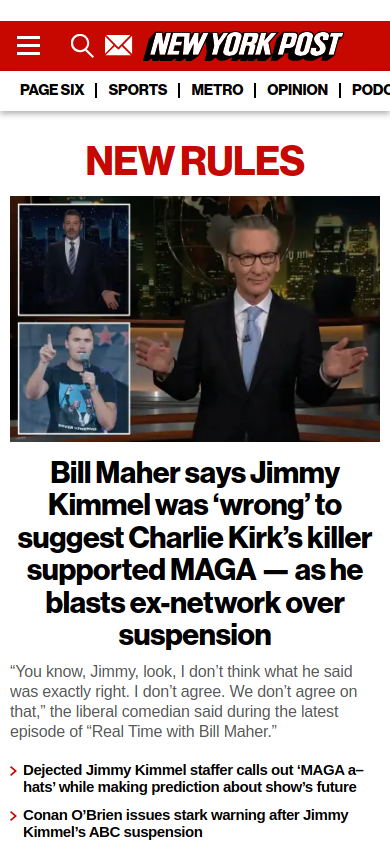 NEW YORK POST
PAGE SIX
SPORTS
METRO
OPINION
PODC
NEW RULES
Bill Maher says Jimmy
Kimmel was ‘wrong’ to
suggest Charlie Kirk’s killer
supported MAGA — as he
blasts ex-network over
suspension
“You know, Jimmy, look, I don’t think what he said
was exactly right. I don’t agree. We don’t agree on
that,” the liberal comedian said during the latest
episode of “Real Time with Bill Maher.”
Dejected Jimmy Kimmel staffer calls out ‘MAGA a–
hats’ while making prediction about show’s future
Conan O’Brien issues stark warning after Jimmy
Kimmel’s ABC suspension